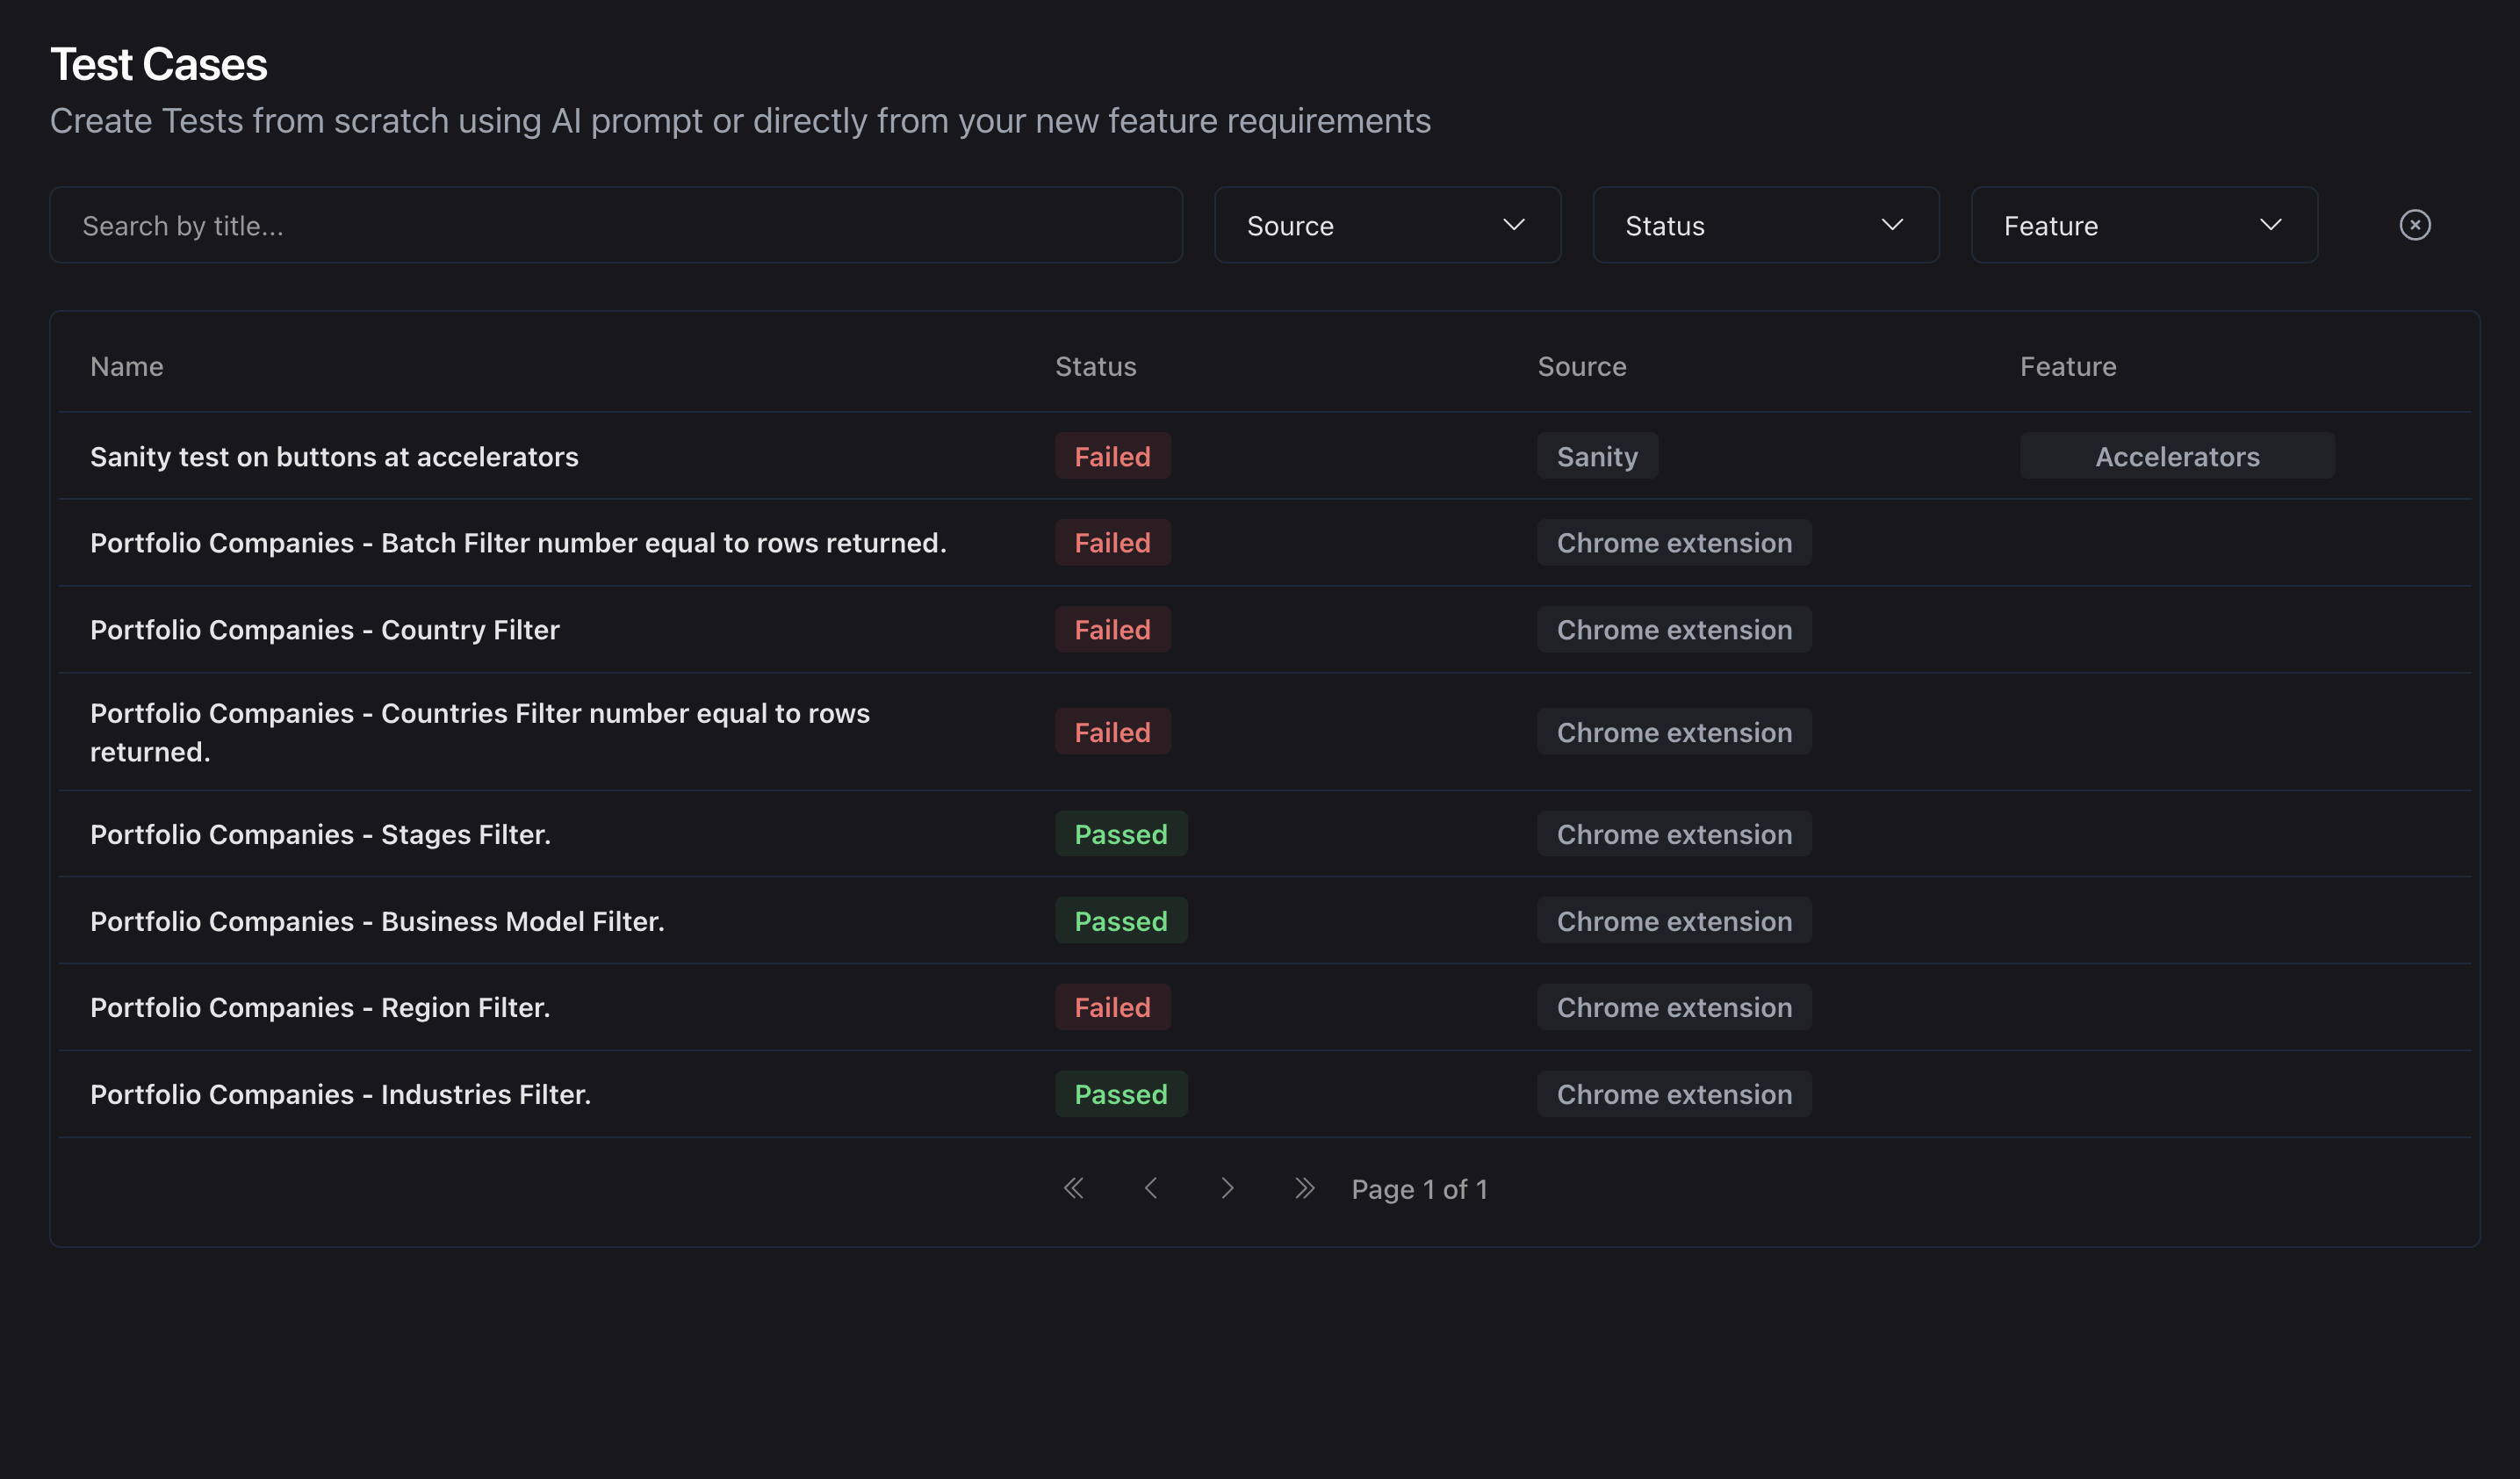 Test Cases
Create Tests from scratch using AI prompt or directly from your new feature requirements
Search by title... Source Status Feature
Name Status Source Feature
Sanity test on buttons at accelerators Failed Sanity Accelerators
Portfolio Companies - Batch Filter number equal to rows returned. Failed Chrome extension
Portfolio Companies - Country Filter Failed Chrome extension
Portfolio Companies - Countries Filter number equal to rows
returned. Failed Chrome extension
Portfolio Companies - Stages Filter. Passed Chrome extension
Portfolio Companies - Business Model Filter. Passed Chrome extension
Portfolio Companies - Region Filter. Failed Chrome extension
Portfolio Companies - Industries Filter. Passed Chrome extension
Page 1 of 1